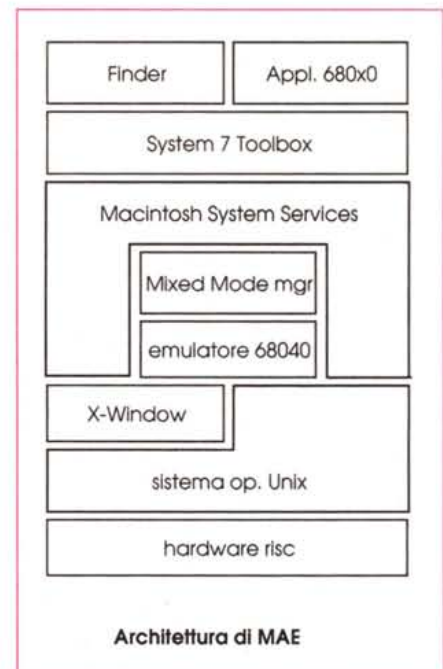 Finder
Appl. 680x0
System 7 Toolbox
Macintosh System Services
Mixed Mode mgr
emulatore 68040
X-Window
sistema op. Unix
hardware risc
Architettura di MAE